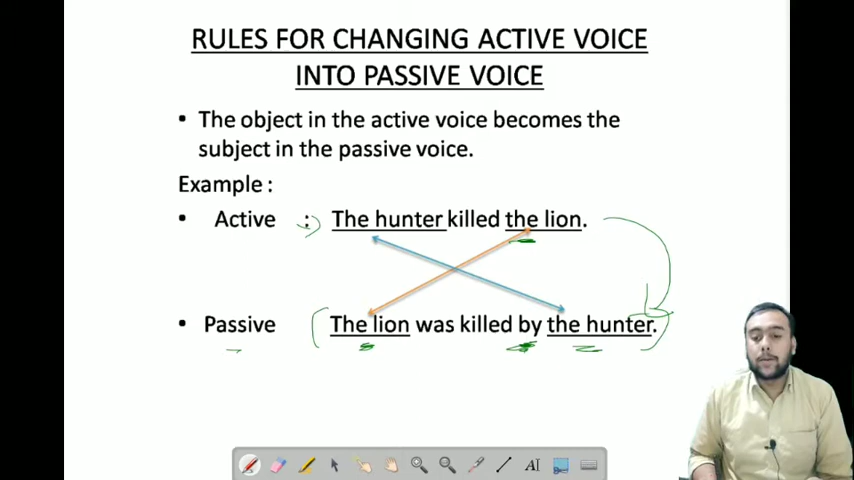 RULES FOR CHANGING ACTIVE VOICE
INTO PASSIVE VOICE
• The object in the active voice becomes the
subject in the passive voice.
Example :
• Active : The hunter killed the lion.
• Passive The lion was killed by the hunter.
AI